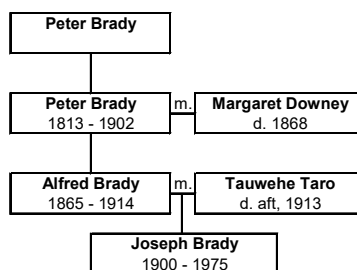 Peter Brady
Peter Brady
1813 - 1902
m.
Margaret Downey
d. 1868
Alfred Brady
1865 - 1914
m.
Tauwehe Taro
d. aft, 1913
Joseph Brady
1900 - 1975